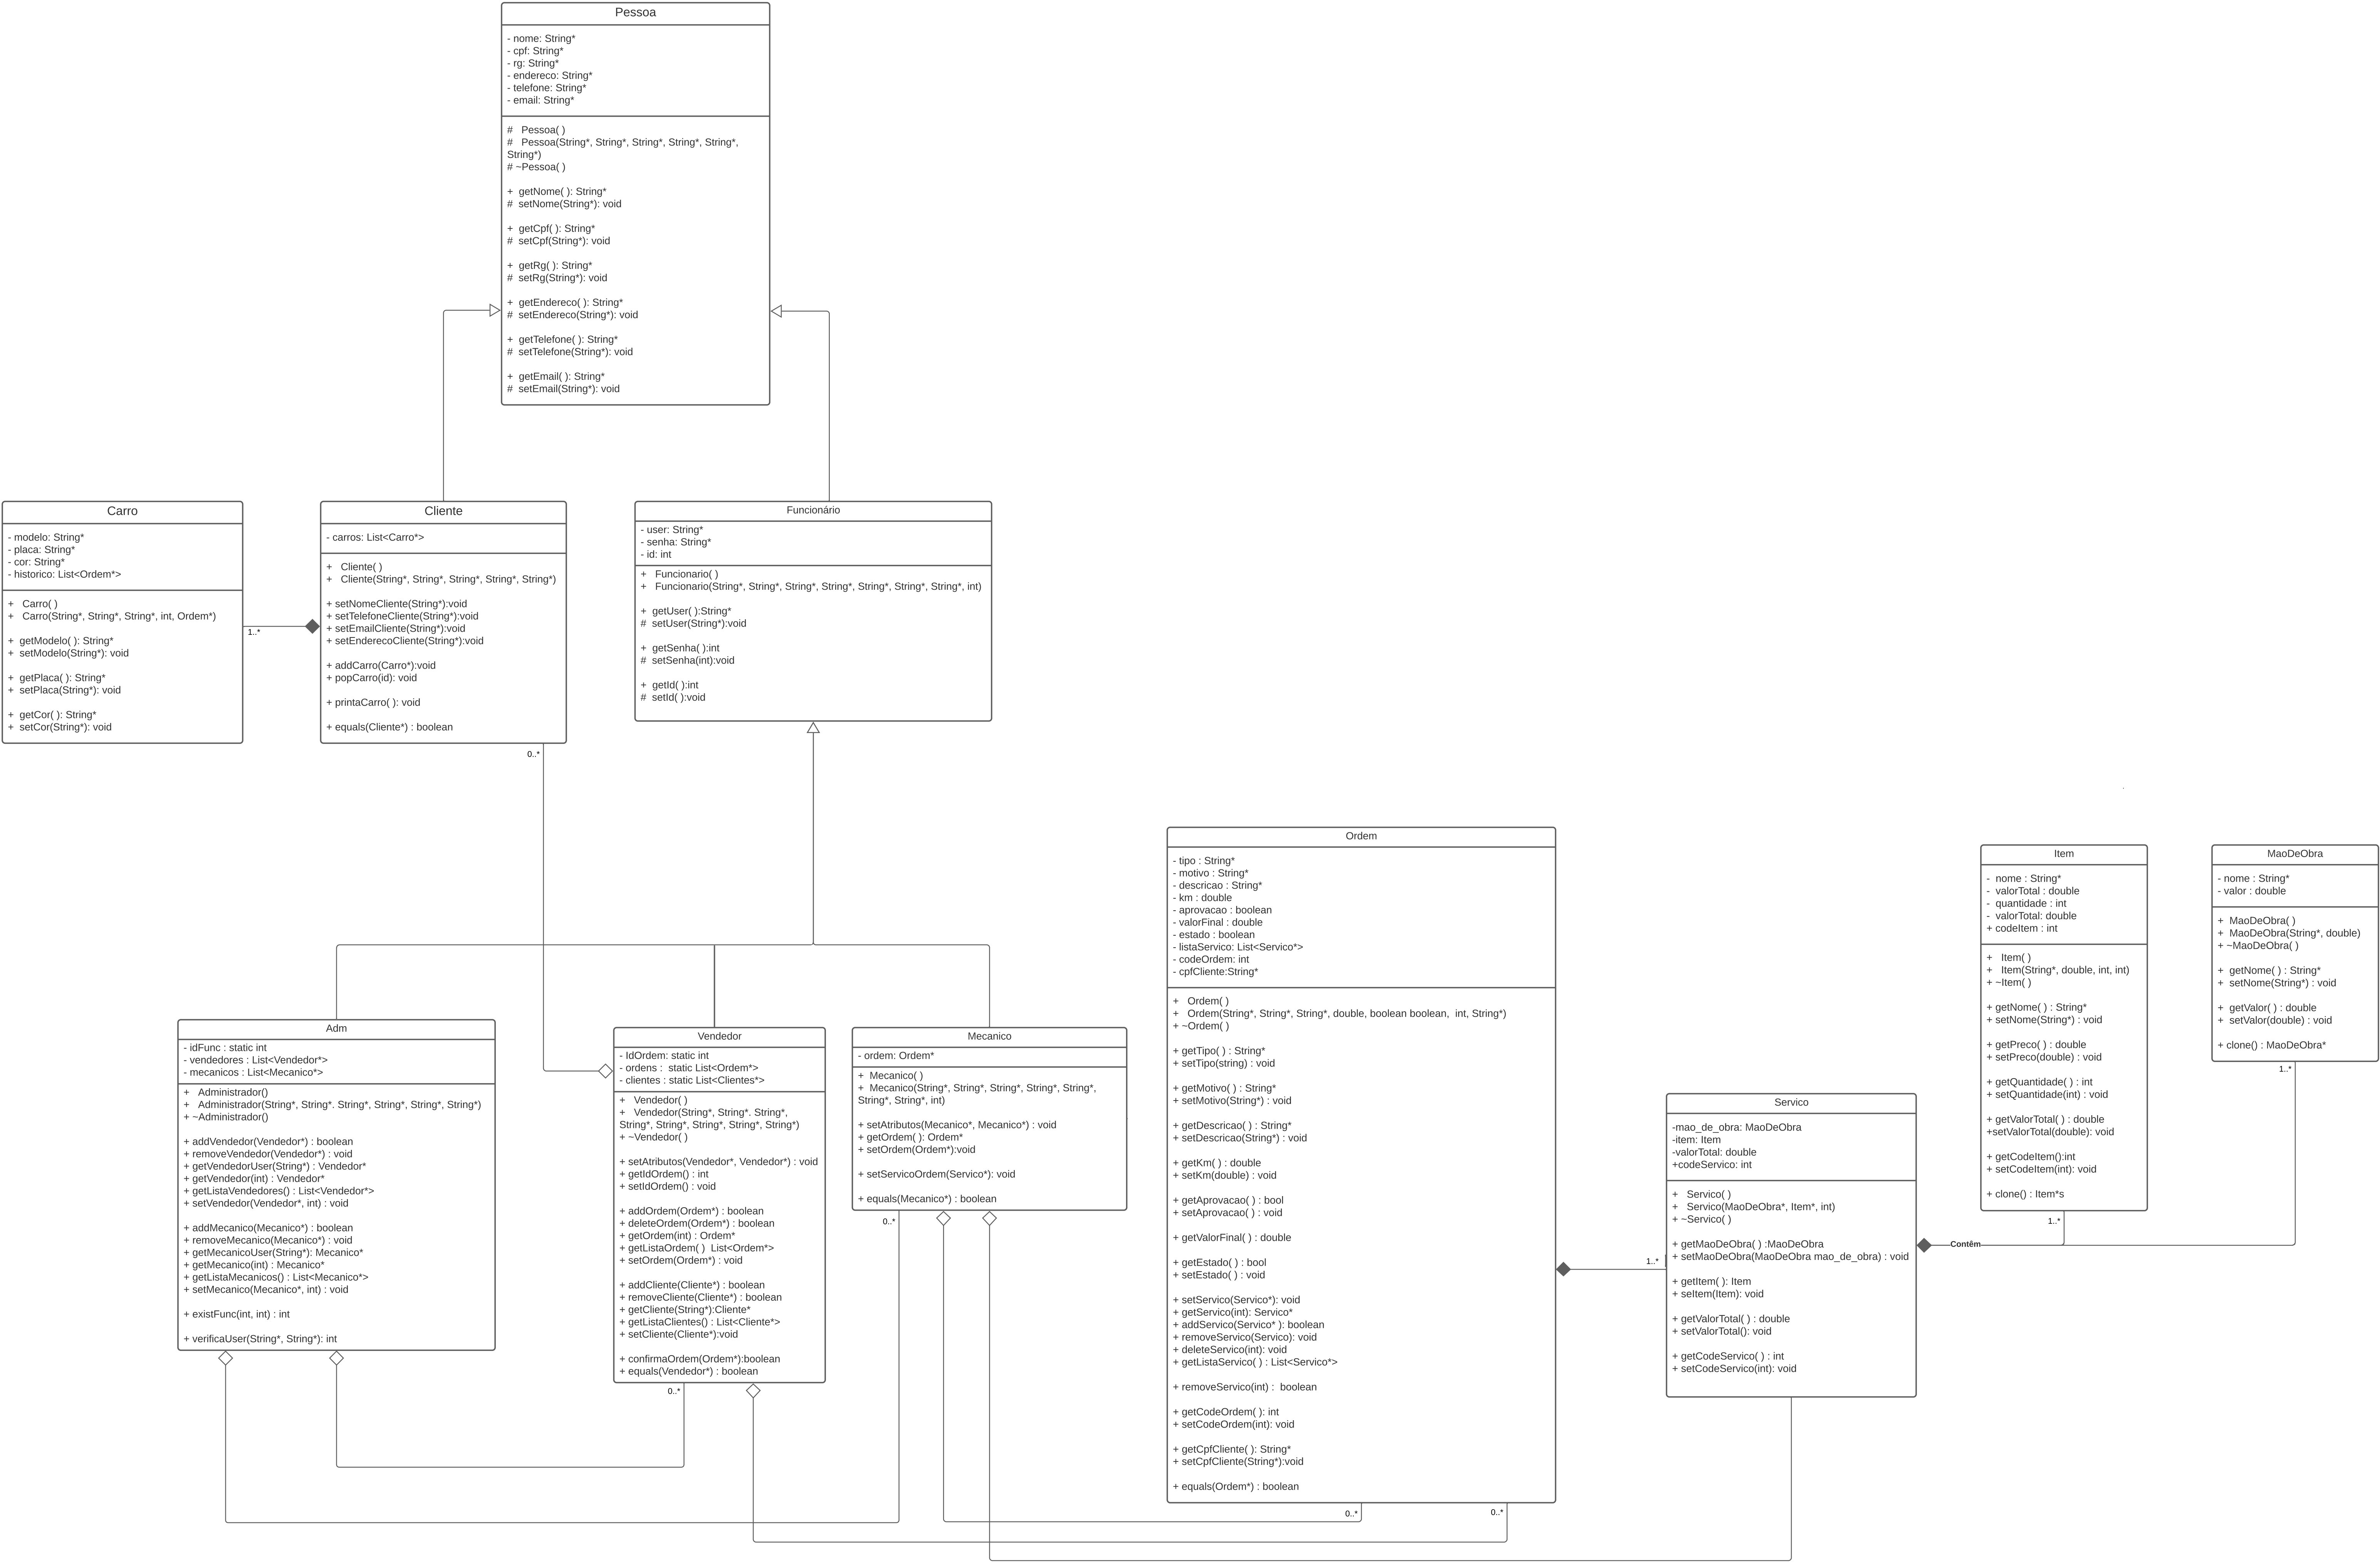 Pessoa
- nome: String*
- cpf: String*
- rg: String*
- endereco: String*
- telefone: String*
- email: String*
#   Pessoa( )
#   Pessoa(String*, String*, String*, String*, String*,
String*)
# ~Pessoa( )
+  getNome( ): String*
#  setNome(String*): void
+  getCpf( ): String*
#  setCpf(String*): void
+  getRg( ): String*
#  setRg(String*): void
+  getEndereco( ): String*
#  setEndereco(String*): void
+  getTelefone( ): String*
#  setTelefone(String*): void
+  getEmail( ): String*
#  setEmail(String*): void
Carro
- modelo: String*
- placa: String*
- cor: String*
- historico: List<Ordem*>
+   Carro( )
+   Carro(String*, String*, String*, int, Ordem*)
+  getModelo( ): String*
+  setModelo(String*): void
+  getPlaca( ): String*
+  setPlaca(String*): void
+  getCor( ): String*
+  setCor(String*): void
1..*
Cliente
- carros: List<Carro*>
+   Cliente( )
+   Cliente(String*, String*, String*, String*, String*)
+ setNomeCliente(String*):void
+ setTelefoneCliente(String*):void
+ setEmailCliente(String*):void
+ setEnderecoCliente(String*):void
+ addCarro(Carro*):void
+ popCarro(id): void
+ printaCarro( ): void
+ equals(Cliente*) : boolean
0..*
Funcionário
- user: String*
- senha: String*
- id: int
+   Funcionario( )
+   Funcionario(String*, String*, String*, String*, String*, String*, String*, int)
+  getUser( ):String*
#  setUser(String*):void
+  getSenha( ):int
#  setSenha(int):void
+  getId( ):int
#  setId( ):void
Adm
- idFunc : static int
- vendedores : List<Vendedor*>
- mecanicos : List<Mecanico*>
+   Administrador()
+   Administrador(String*, String*. String*, String*, String*, String*)
+ ~Administrador()
+ addVendedor(Vendedor*) : boolean
+ removeVendedor(Vendedor*) : void
+ getVendedorUser(String*) : Vendedor*
+ getVendedor(int) : Vendedor*
+ getListaVendedores() : List<Vendedor*>
+ setVendedor(Vendedor*, int) : void
+ addMecanico(Mecanico*) : boolean
+ removeMecanico(Mecanico*) : void
+ getMecanicoUser(String*): Mecanico*
+ getMecanico(int) : Mecanico*
+ getListaMecanicos() : List<Mecanico*>
+ setMecanico(Mecanico*, int) : void
+ existFunc(int, int) : int
+ verificaUser(String*, String*): int
Vendedor
- IdOrdem: static int
- ordens :  static List<Ordem*>
- clientes : static List<Clientes*>
+   Vendedor( )
+   Vendedor(String*, String*. String*,
String*, String*, String*, String*, String*)
+ ~Vendedor( )
+ setAtributos(Vendedor*, Vendedor*) : void
+ getIdOrdem() : int
+ setIdOrdem() : void
+ addOrdem(Ordem*) : boolean
+ deleteOrdem(Ordem*) : boolean
+ getOrdem(int) : Ordem*
+ getListaOrdem( )  List<Ordem*>
+ setOrdem(Ordem*) : void
+ addCliente(Cliente*) : boolean
+ removeCliente(Cliente*) : boolean
+ getCliente(String*):Cliente*
+ getListaClientes() : List<Cliente*>
+ setCliente(Cliente*):void
+ confirmaOrdem(Ordem*):boolean
+ equals(Vendedor*) : boolean
0..*
Mecanico
- ordem: Ordem*
+  Mecanico( )
+  Mecanico(String*, String*, String*, String*, String*,
String*, String*, int)
+ setAtributos(Mecanico*, Mecanico*) : void
+ getOrdem( ): Ordem*
+ setOrdem(Ordem*):void
+ setServicoOrdem(Servico*): void
+ equals(Mecanico*) : boolean
0..*
Ordem
- tipo : String*
- motivo : String*
- descricao : String*
- km : double
- aprovacao : boolean
- valorFinal : double
- estado : boolean
- listaServico: List<Servico*>
- codeOrdem: int
- cpfCliente:String*
+   Ordem( )
+   Ordem(String*, String*, String*, double, boolean boolean,  int, String*)
+ ~Ordem( )
+ getTipo( ) : String*
+ setTipo(string) : void
+ getMotivo( ) : String*
+ setMotivo(String*) : void
+ getDescricao( ) : String*
+ setDescricao(String*) : void
+ getKm( ) : double
+ setKm(double) : void
+ getAprovacao( ) : bool
+ setAprovacao( ) : void
+ getValorFinal( ) : double
+ getEstado( ) : bool
+ setEstado( ) : void
+ setServico(Servico*): void
+ getServico(int): Servico*
+ addServico(Servico* ): boolean
+ removeServico(Servico): void
+ deleteServico(int): void
+ getListaServico( ) : List<Servico*>
+ removeServico(int) :  boolean
+ getCodeOrdem( ): int
+ setCodeOrdem(int): void
+ getCpfCliente( ): String*
+ setCpfCliente(String*):void
+ equals(Ordem*) : boolean
0..*
0..*
1..*
Servico
-mao_de_obra: MaoDeObra
-item: Item
-valorTotal: double
+codeServico: int
+   Servico( )
+   Servico(MaoDeObra*, Item*, int)
+ ~Servico( )
+ getMaoDeObra( ) :MaoDeObra
+ setMaoDeObra(MaoDeObra mao_de_obra) : void
+ getItem( ): Item
+ seItem(Item): void
+ getValorTotal( ) : double
+ setValorTotal(): void
+ getCodeServico( ) : int
+ setCodeServico(int): void
Contêm
Item
-  nome : String*
-  valorTotal : double
-  quantidade : int
-  valorTotal: double
+ codeItem : int
+   Item( )
+   Item(String*, double, int, int)
+ ~Item( )
+ getNome( ) : String*
+ setNome(String*) : void
+ getPreco( ) : double
+ setPreco(double) : void
+ getQuantidade( ) : int
+ setQuantidade(int) : void
+ getValorTotal( ) : double
+setValorTotal(double): void
+ getCodeItem():int
+ setCodeItem(int): void
+ clone() : Item*s
1..*
MaoDeObra
- nome : String*
- valor : double
+  MaoDeObra( )
+  MaoDeObra(String*, double)
+ ~MaoDeObra( )
+  getNome( ) : String*
+  setNome(String*) : void
+  getValor( ) : double
+  setValor(double) : void
+ clone() : MaoDeObra*
1..*